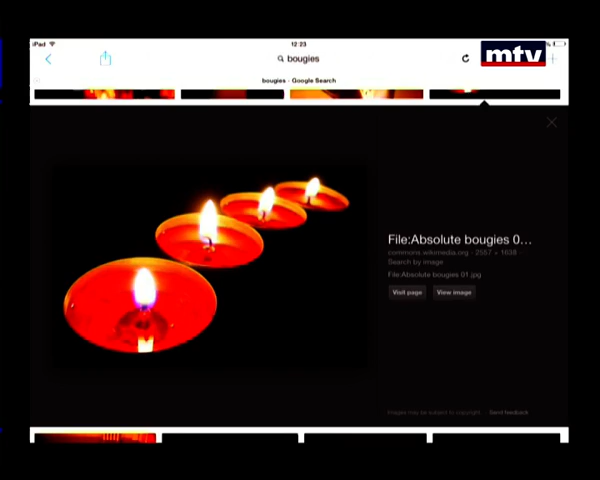 iPad
12:23
bougies
mtv
bougies - Google Search
File:Absolute bougies 0...
commons.wikimedia.org - 2557 × 1638
Search by image
File:Absolute bougies 01.jpg
Visit page
View image
Images may be subject to copyright. - Send feedback